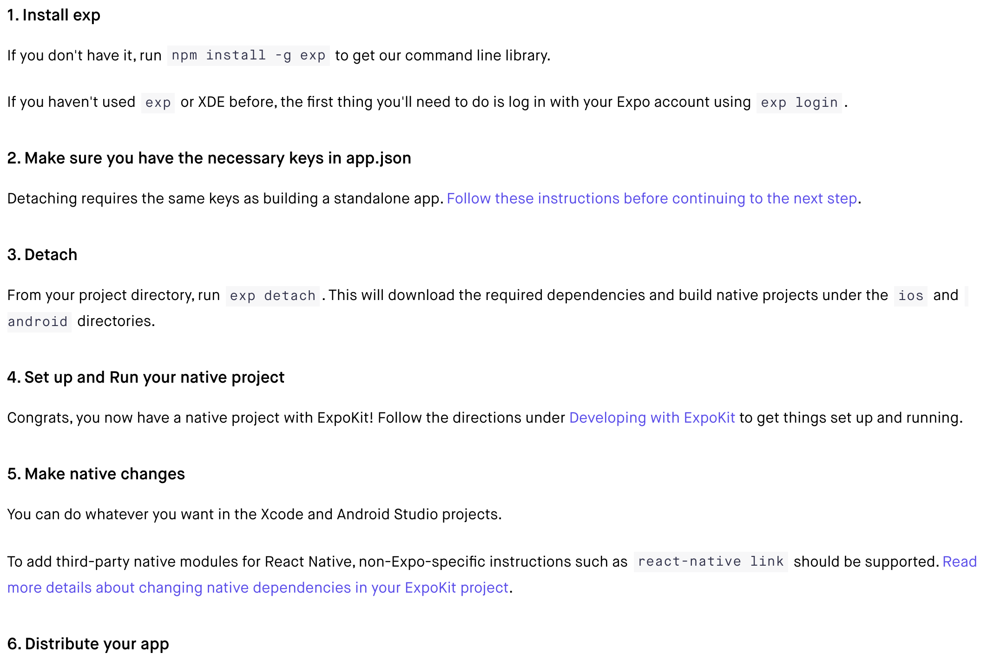 1. Install exp
If you don't have it, run npm install -g exp to get our command line library.
If you haven't used exp or XDE before, the first thing you'll need to do is log in with your Expo account using exp login.
2. Make sure you have the necessary keys in app.json
Detaching requires the same keys as building a standalone app. Follow these instructions before continuing to the next step.
3. Detach
From your project directory, run exp detach. This will download the required dependencies and build native projects under the ios and
android directories.
4. Set up and Run your native project
Congrats, you now have a native project with ExpoKit! Follow the directions under Developing with ExpoKit to get things set up and running.
5. Make native changes
You can do whatever you want in the Xcode and Android Studio projects.
To add third-party native modules for React Native, non-Expo-specific instructions such as react-native link should be supported. Read
more details about changing native dependencies in your ExpoKit project.
6. Distribute your app